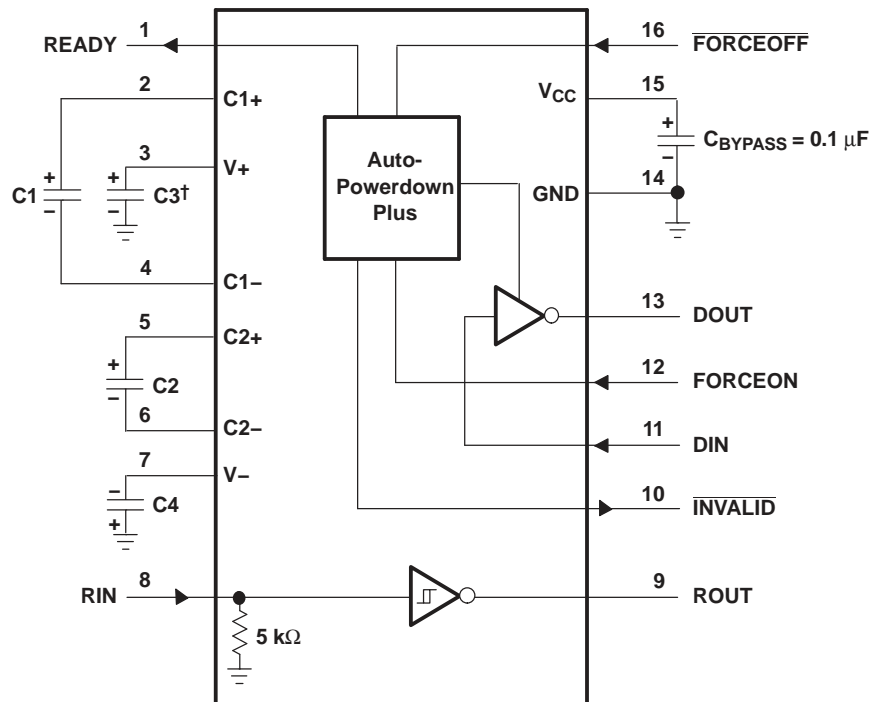 READY
1
16
FORCEOFF
2
C1+
VCC
15
CBYPASS = 0.1 μF
3
V+
C1
+
−
+
−
C3†
Auto-
Powerdown
Plus
+
−
14
GND
4
C1−
13
DOUT
5
C2+
12
FORCEON
+
−
C2
6
C2−
11
DIN
7
V−
−
+
C4
10
INVALID
RIN
8
9
ROUT
5 kΩ